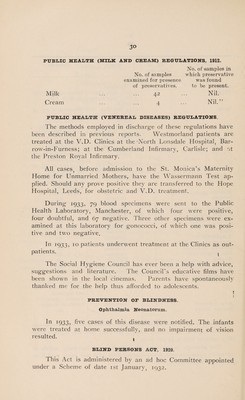 30
PUBLIC HEALTH (MILK AND CREAM) REGULATIONS, 1912.
No. of samples in
No. of samples which preservative
examined for presence was found
of preservatives. to be present.
Milk ... ... 42 ... Nil.
Cream ... ... 4 ... Nil."
PUBLIC HEALTH (VENEREAL DISEASES) REGULATIONS.
The methods employed in discharge of these regulations have
been described in previous reports. Westmorland patients are
treated at the V.D. Clinics at the North Lonsdale Hospital, Bar-
row-in-Furness; at the Cumberland Infirmary, Carlisle; and at
the Preston Royal Infirmary.
All cases, before admission to the St. Monica's Maternity
Home for Unmarried Mothers, have the Wassermann Test ap-
plied. Should any prove positive they are transferred to the Hope
Hospital, Leeds, for obstetric and V.D. treatment.
During 1933, 79 blood specimens were sent to the Public
Health Laboratory, Manchester, of which four were positive,
four doubtful, and 69 negative. Three other specimens were ex-
amined at this laboratory for gonococci, of which one was posi-
tive and two negative.
In 1933, 10 patients underwent treatment at the Clinics as out-
patients.
The Social Hygiene Council has ever been a help with advice,
suggestions and literature. The Council's educative films have
been shown in the local cinemas. Parents have spontaneously
thanked me for the help thus afforded to adolescents.
PREVENTION OF BLINDNESS.
Ophthalmia Neonatorum.
In 1933, five cases of this disease were notified. The infants
were treated at home successfully, and no impairment of vision
resulted.
BLIND PERSONS ACT, 1920.
This Act is administered by an ad hoc Committee appointed
under a Scheme of date 1st January, 1932.